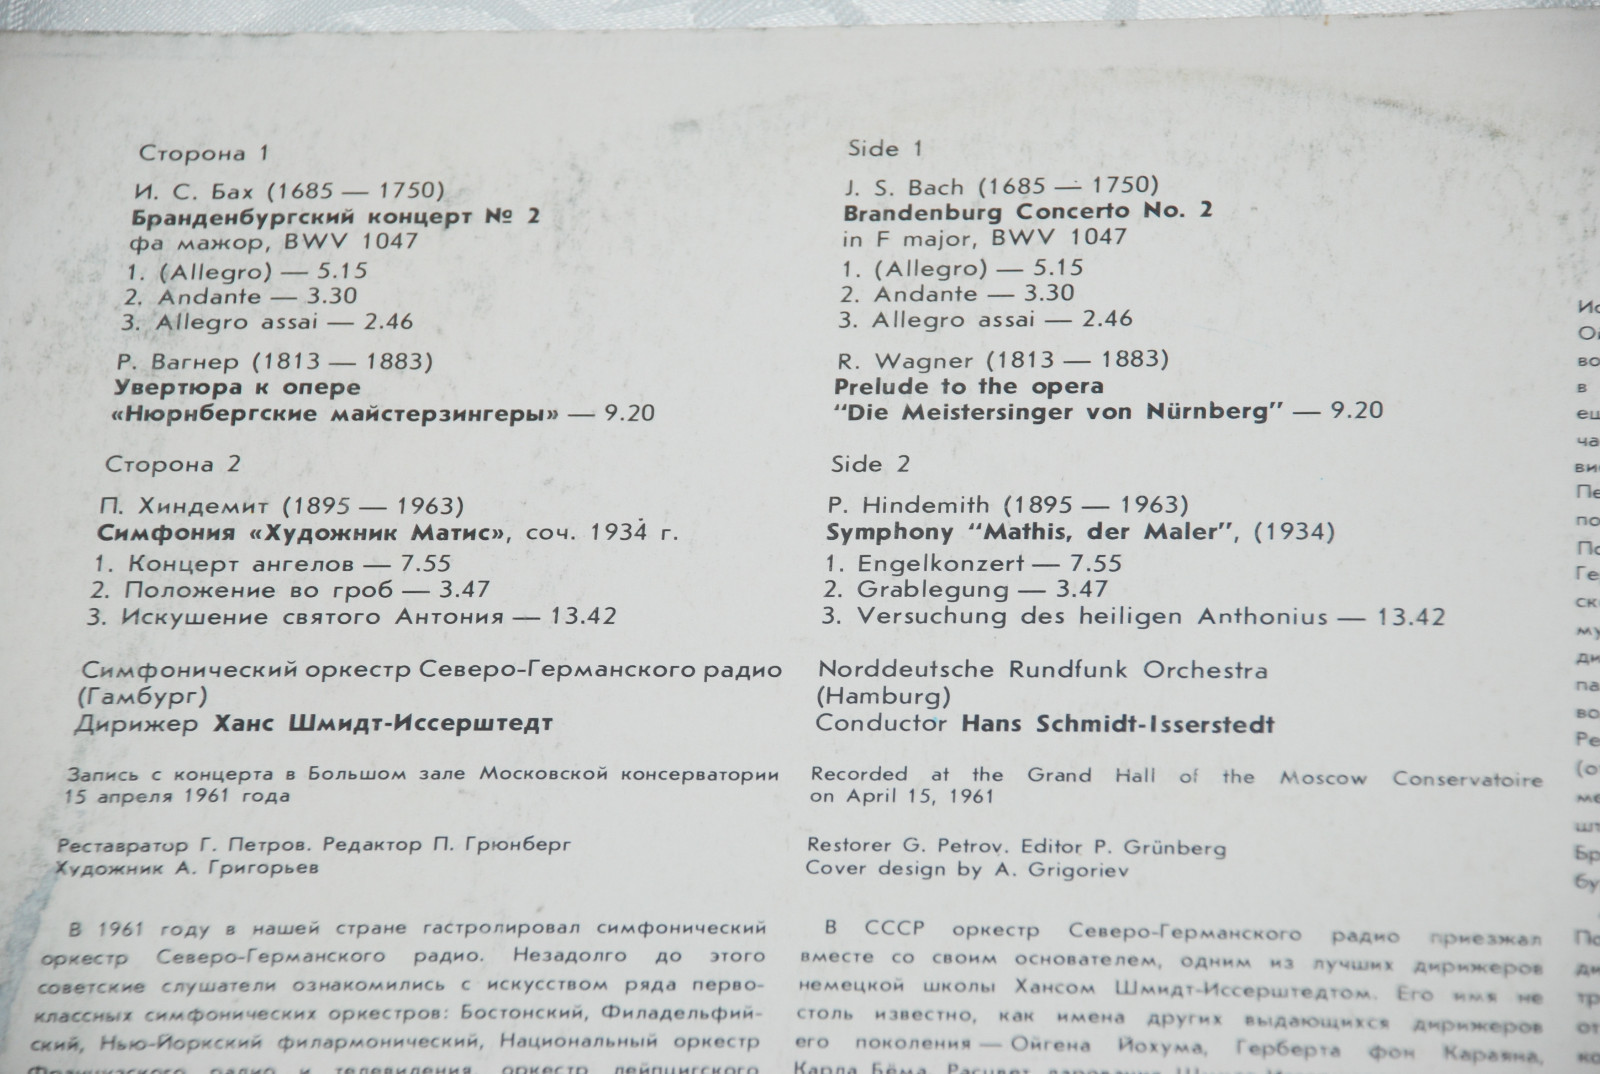 Сторона 1
И. С. Бах (1685 — 1750)
Бранденбургский концерт № 2
фа мажор, BWV 1047
1. (Allegro) — 5.15
2. Andante — 3.30
3. Allegro assai — 2.46
Р. Вагнер (1813 — 1883)
Увертюра к опере
«Нюрнбергские майстерзингеры» — 9.20
Сторона 2
П. Хиндемит (1895 — 1963)
Симфония «Художник Матис», соч. 1934 г.
1. Концерт ангелов — 7.55
2. Положение во гроб — 3.47
3. Искушение святого Антония — 13.42
Симфонический оркестр Северо-Германского радио
(Гамбург)
Дирижер Ханс Шмидт-Иссерштедт
Запись с концерта в Большом зале Московской консерватории
15 апреля 1961 года
Реставратор Г. Петров. Редактор П. Грюнберг
Художник А. Григорьев
В 1961 году в нашей стране гастролировал симфонический
оркестр Северо-Германского радио. Незадолго до этого
советские слушатели ознакомились с искусством ряда перво-
классных симфонических оркестров: Бостонский, Филадельфий-
ский, Нью-Йоркский филармонический, Национальный оркестр
Французского радио и телевидения, оркестр лейпцигского
Side 1
J. S. Bach (1685 — 1750)
Brandenburg Concerto No. 2
in F major, BWV 1047
1. (Allegro) — 5.15
2. Andante — 3.30
3. Allegro assai — 2.46
R. Wagner (1813 — 1883)
Prelude to the opera
“Die Meistersinger von Nürnberg” — 9.20
Side 2
P. Hindemith (1895 — 1963)
Symphony “Mathis, der Maler”, (1934)
1. Engelkonzert — 7.55
2. Grablegung — 3.47
3. Versuchung des heiligen Anthonius — 13.42
Norddeutsche Rundfunk Orchestra
(Hamburg)
Conductor Hans Schmidt-Isserstedt
Recorded at the Grand Hall of the Moscow Conservatoire
on April 15, 1961
Restorer G. Petrov. Editor P. Grünberg
Cover design by A. Grigoriev
В СССР оркестр Северо-Германского радио приезжал
вместе со своим основателем, одним из лучших дирижеров
немецкой школы Хансом Шмидт-Иссерштедтом. Его имя не
столь известно, как имена других выдающихся дирижеров
его поколения — Ойгена Йохума, Герберта фон Караяна,
Карла Бёма. Расцвет дарования